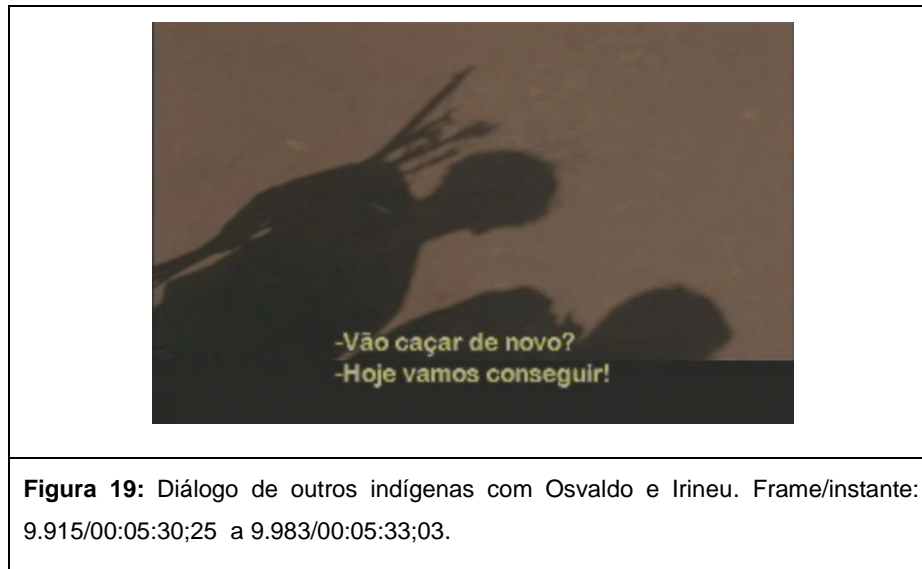 -Vão caçar de novo?
-Hoje vamos conseguir!
Figura 19: Diálogo de outros indígenas com Osvaldo e Irineu. Frame/instante:
9.915/00:05:30;25 a 9.983/00:05:33;03.